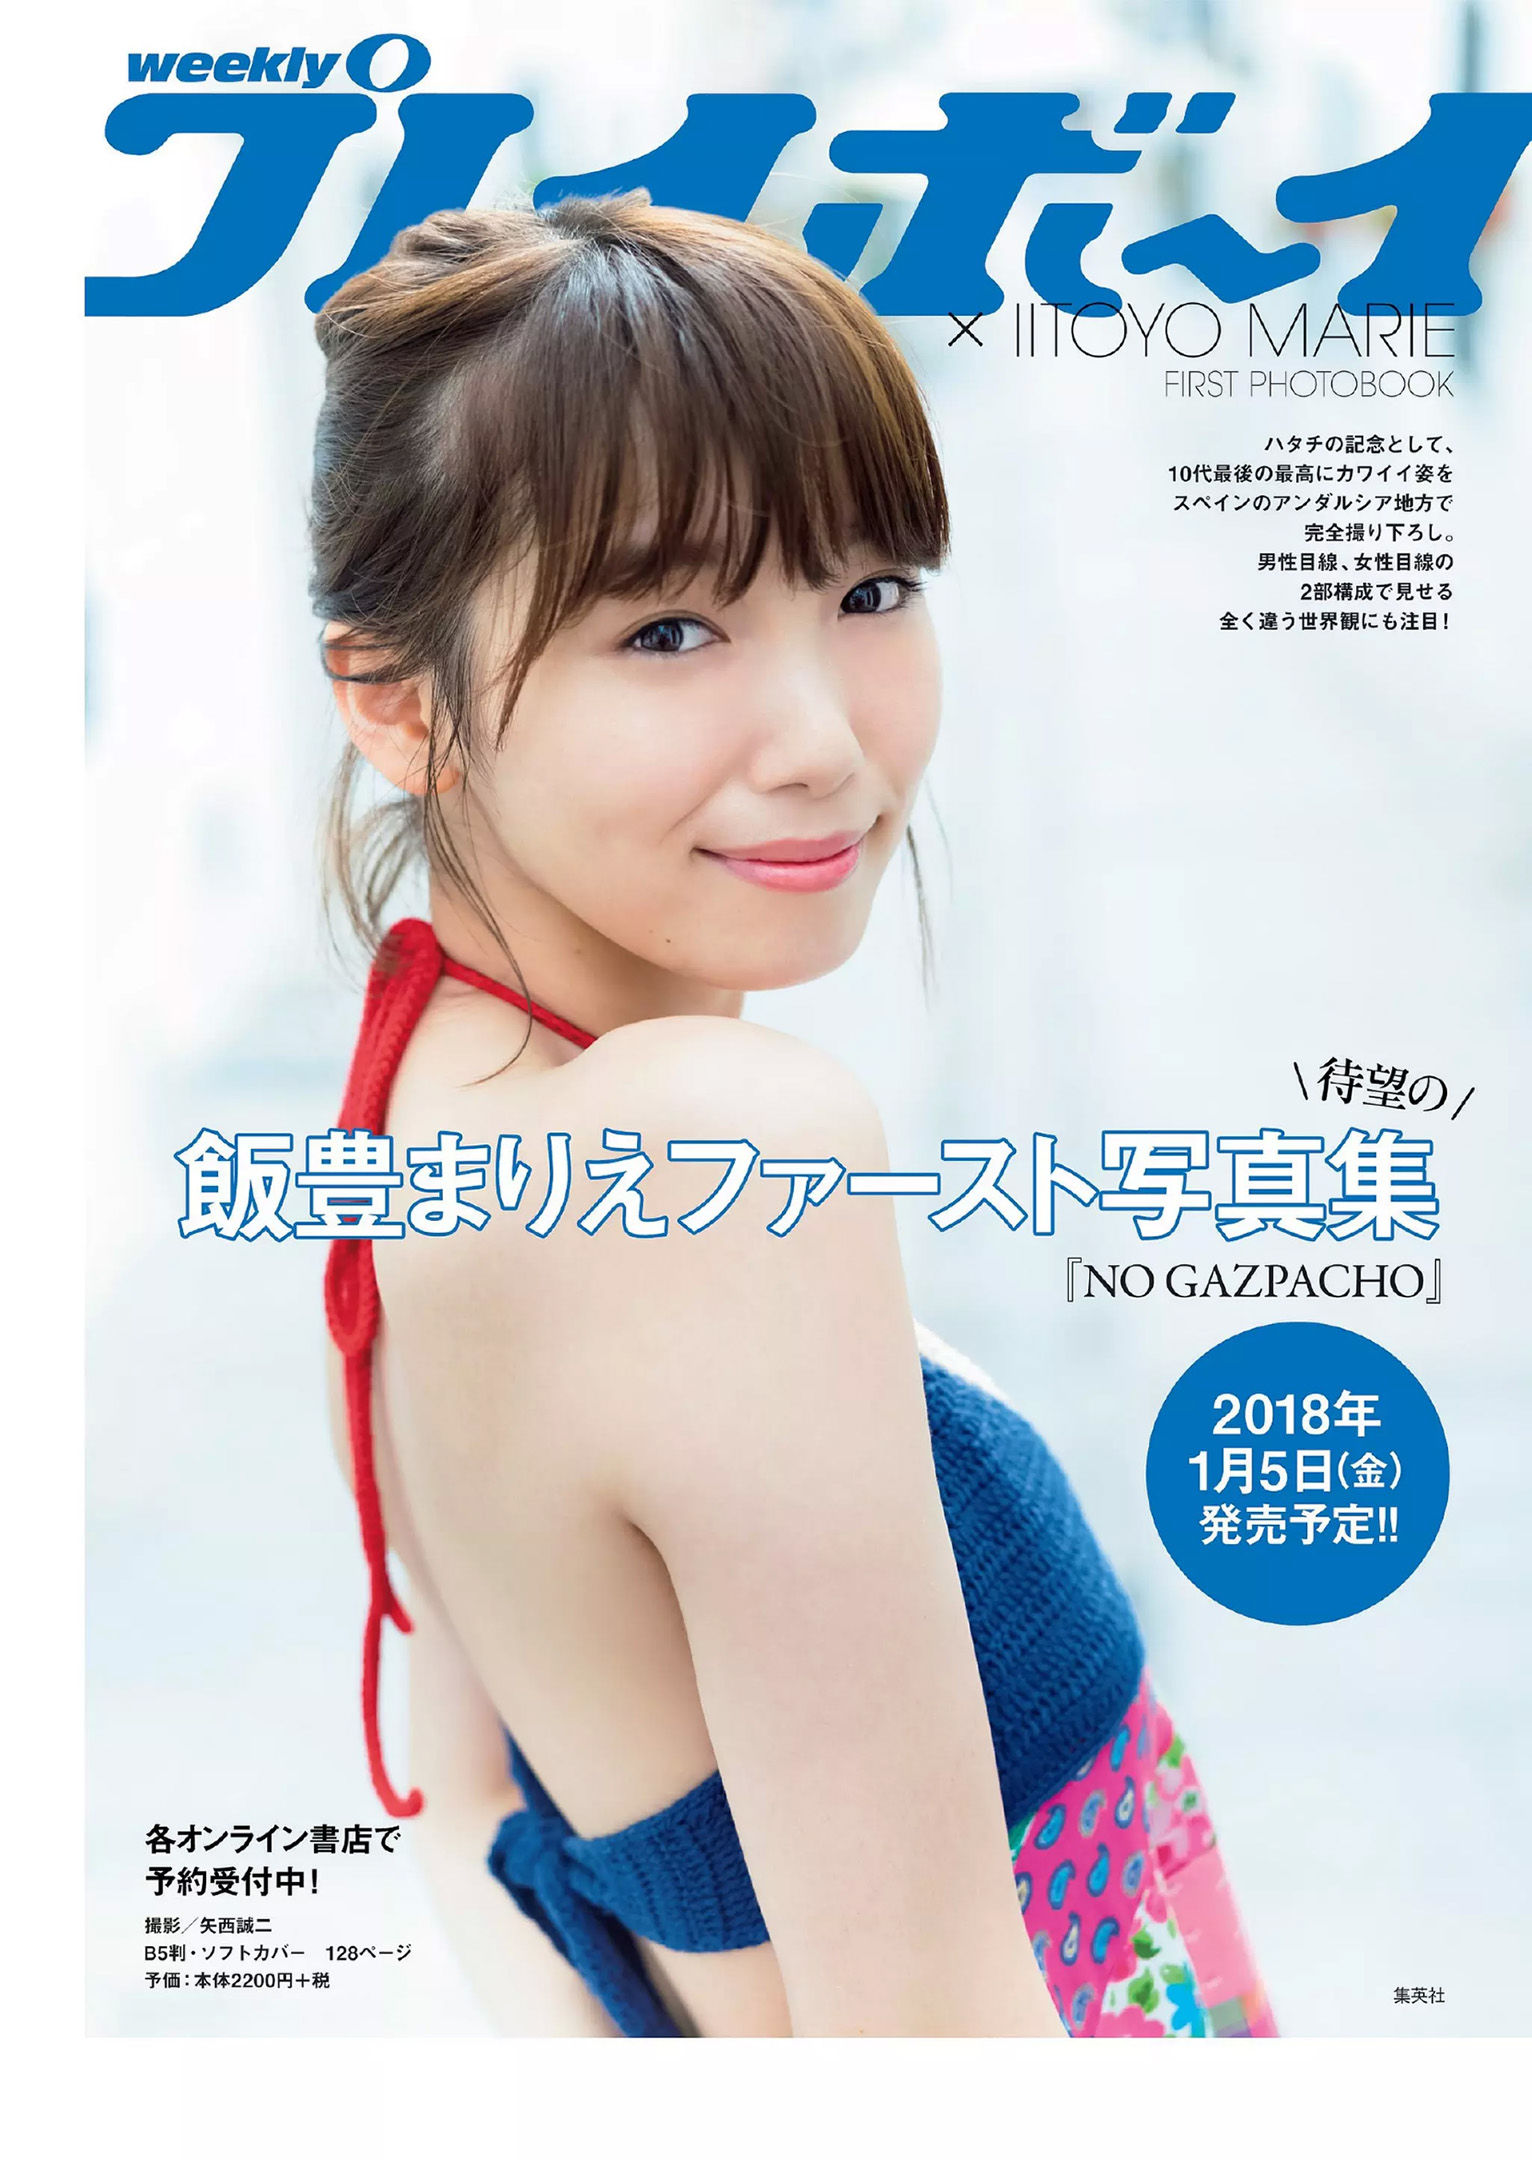 weekly
プレイボーイ
× IITOYO MARIE
FIRST PHOTOBOOK
ハタチの記念として、
10代最後の最高にカワイイ姿を
スペインのアンダルシア地方で
完全撮り下ろし。
男性目線、女性目線の
2部構成で見せる
全く違う世界観にも注目!
\待望の/
飯豊まりえファースト写真集
『NO GAZPACHO』
2018年
1月5日(金)
発売予定!!
各オンライン書店で
予約受付中!
撮影/矢西誠二
B5判・ソフトカバー 128ページ
予価:本体2200円+税
集英社